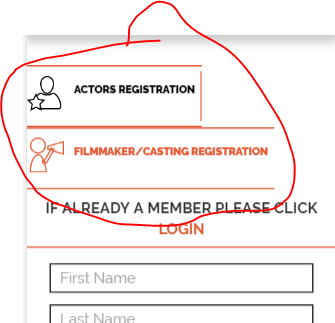 ACTORS REGISTRATION
FILMMAKER/CASTING REGISTRATION
IF ALREADY A MEMBER PLEASE CLICK
LOGIN
First Name
Last Name